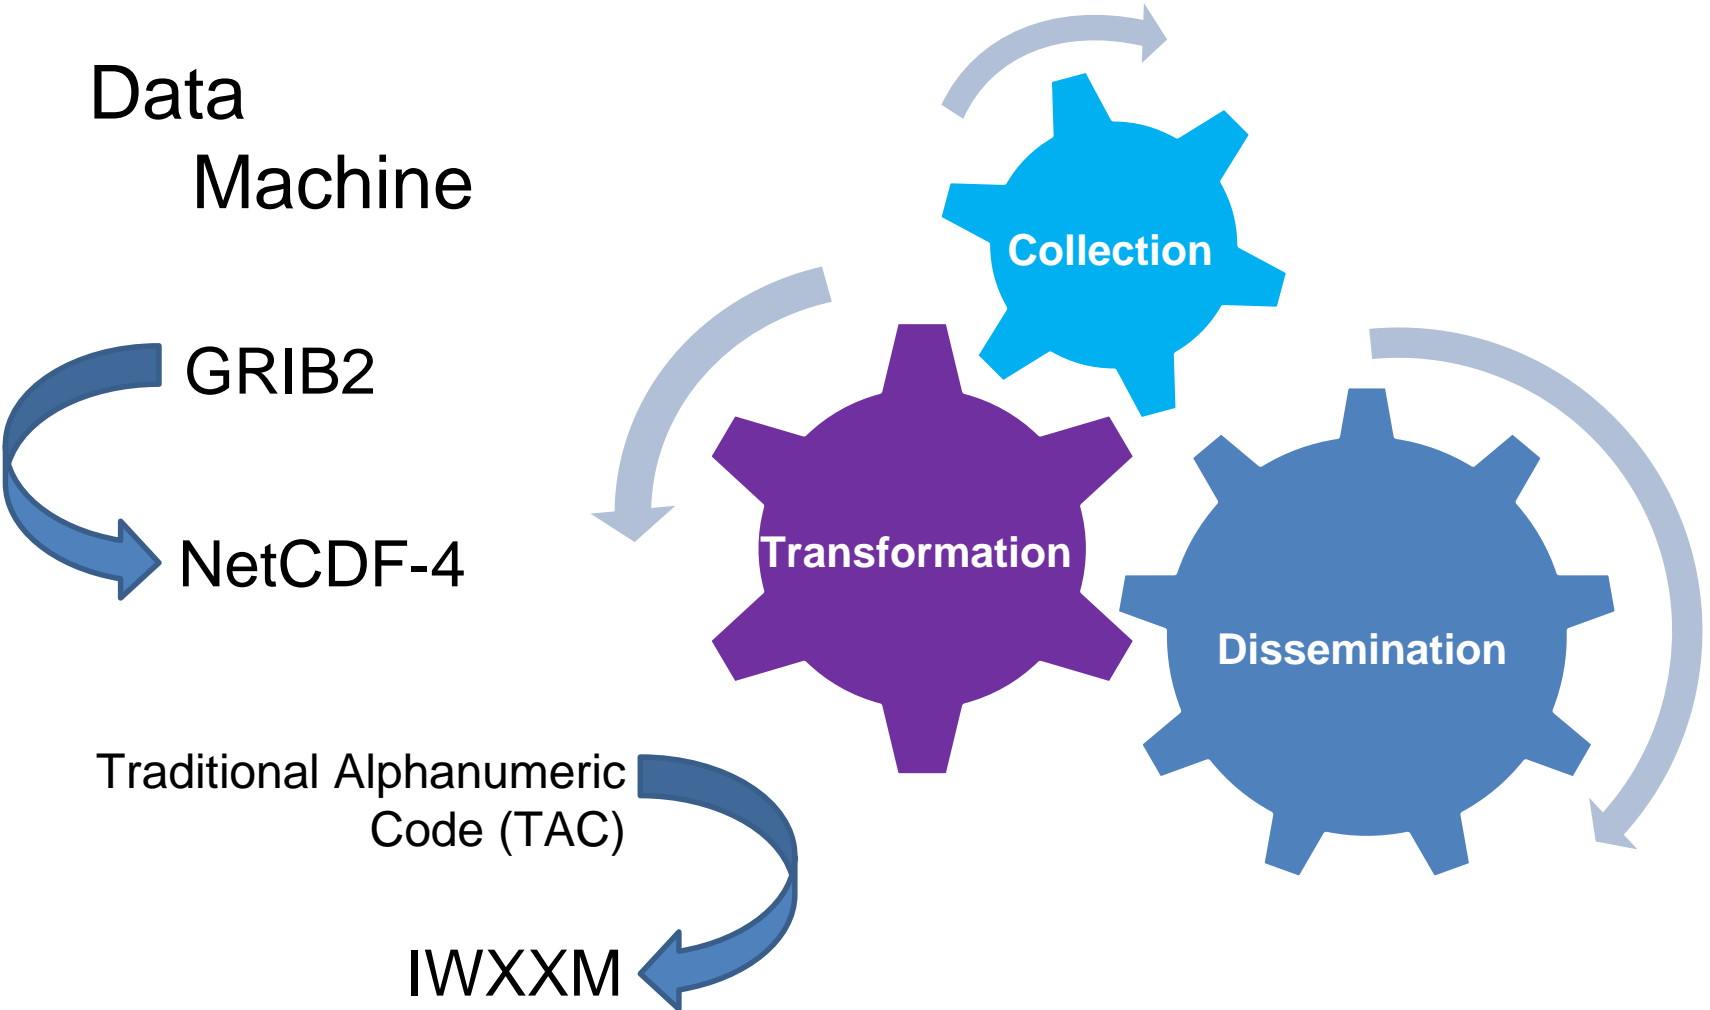 Data
Machine
Collection
GRIB2
NetCDF-4
Transformation
Dissemination
Traditional Alphanumeric
Code (TAC)
IWXXM